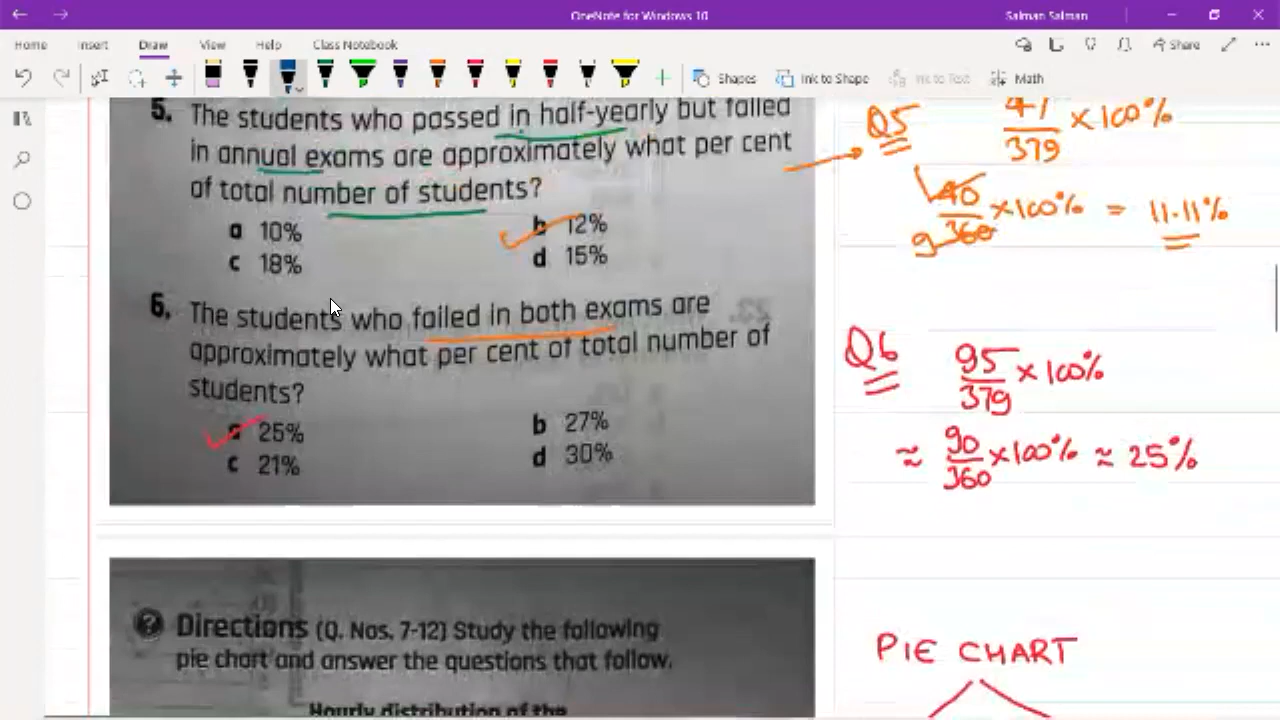 OneNote for Windows 10
Salman Salman
Home Insert Draw View Help Class Notebook
Share
Shapes Ink to Shape Ink to Text Math
5. The students who passed in half-yearly but failed
in annual exams are approximately what per cent
of total number of students?
a 10% b 12%
c 18% d 15%
6. The students who failed in both exams are
approximately what per cent of total number of
students?
a 25% b 27%
c 21% d 30%
Directions (Q. Nos. 7-12) Study the following
pie chart and answer the questions that follow.
Hourly distribution of the
Q5 47/379 × 100%
40/360 × 100% = 11.11%
9
Q6 95/379 × 100%
≈ 90/360 × 100% ≈ 25%
PIE CHART